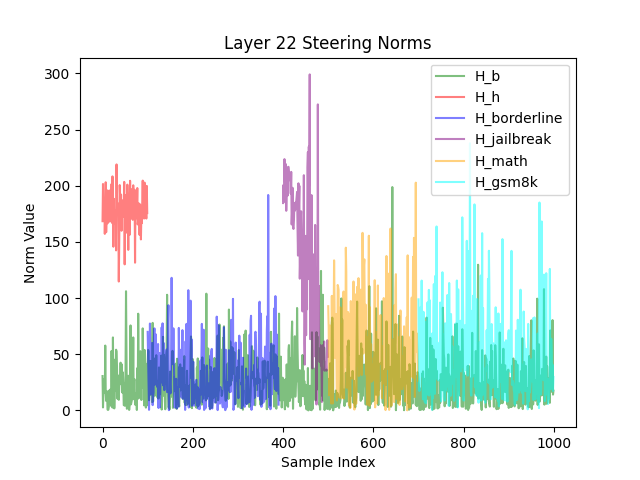 Layer 22 Steering Norms
300
250
200
150
100
50
0
Norm Value
H_b
H_h
H_borderline
H_jailbreak
H_math
H_gsm8k
0
200
400
600
800
1000
Sample Index